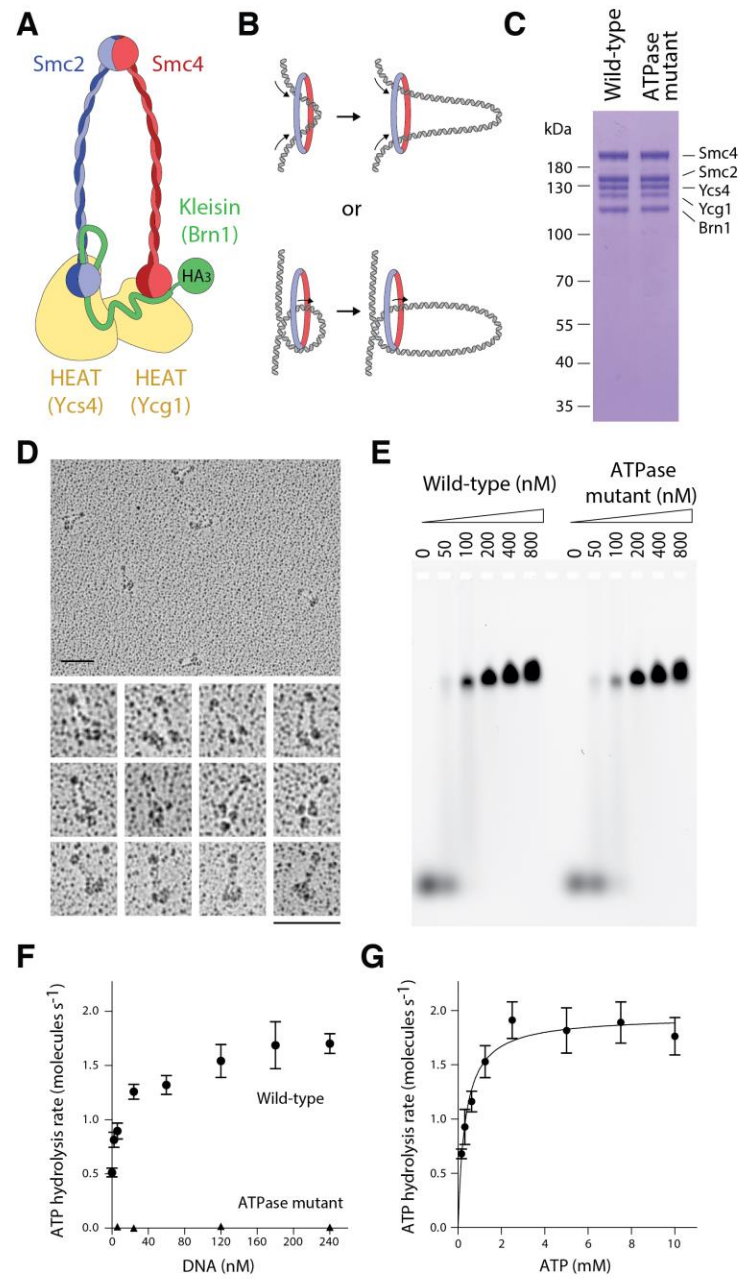 A
Smc2
Smc4
Kleisin
(Brn1)
HA3
HEAT
(Ycs4)
HEAT
(Ycg1)
B
or
C
Wild-type
ATPase
mutant
kDa
180
130
100
70
55
40
35
Smc4
Smc2
Ycs4
Ycg1
Brn1
D
E
Wild-type (nM)
0 50 100 200 400 800
ATPase
mutant (nM)
0 50 100 200 400 800
F
ATP hydrolysis rate (molecules s-1)
2.0
1.5
1.0
0.5
0.0
Wild-type
ATPase mutant
0 40 80 120 160 200 240
DNA (nM)
G
ATP hydrolysis rate (molecules s-1)
2.0
1.5
1.0
0.5
0.0
0 2 4 6 8 10
ATP (mM)